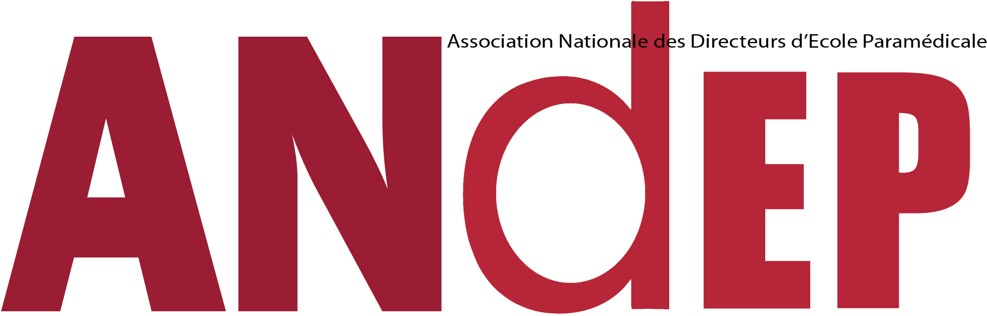 Association Nationale des Directeurs d’Ecole Paramédicale
ANdEP